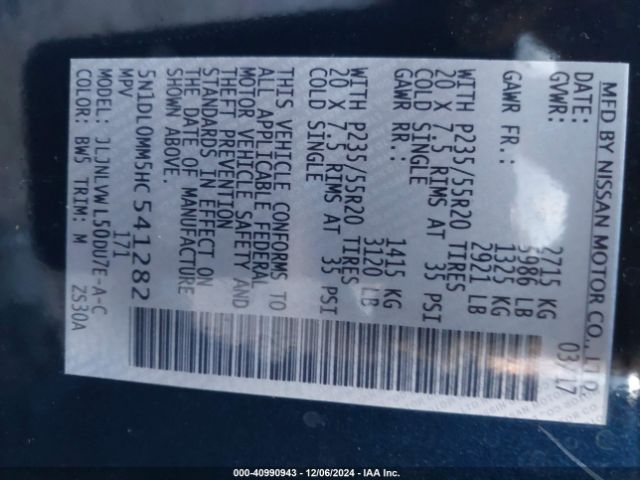 MFD BY NISSAN MOTOR CO., LTD.
DATE: 03/17
GVWR: 2715 KG
5986 LB
GAWR FR.: 1325 KG
2921 LB
WITH P235/55R20 TIRES
20 X 7.5 RIMS AT 35 PSI
COLD SINGLE
GAWR RR.: 1415 KG
3120 LB
WITH P235/55R20 TIRES
20 X 7.5 RIMS AT 35 PSI
COLD SINGLE
THIS VEHICLE CONFORMS TO
ALL APPLICABLE FEDERAL
MOTOR VEHICLE SAFETY AND
THEFT PREVENTION
STANDARDS IN EFFECT ON
THE DATE OF MANUFACTURE
SHOWN ABOVE.
5N1DL0MM5HC541282
MPV 171
MODEL: JLJNLVWL50DU7E-A-C
COLOR: BW5 TRIM: M 2S30A
000-40990943 - 12/06/2024 - IAA Inc.